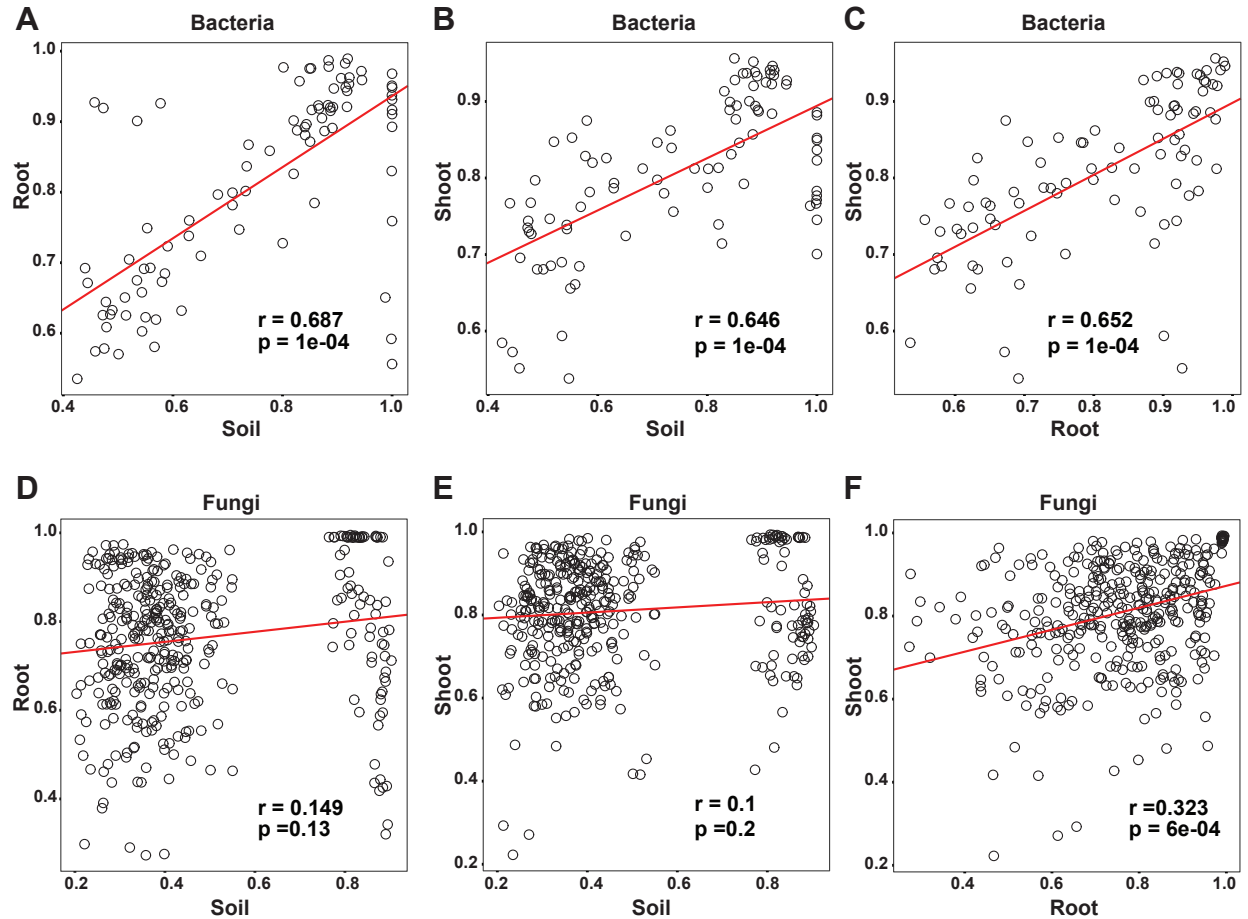 A
Bacteria
1.0
0.9
0.8
0.7
0.6
Root
r = 0.687
p = 1e-04
0.4 0.6 0.8 1.0
Soil
B
Bacteria
0.9
0.8
0.7
0.6
Shoot
r = 0.646
p = 1e-04
0.4 0.6 0.8 1.0
Soil
C
Bacteria
0.9
0.8
0.7
0.6
Shoot
r = 0.652
p = 1e-04
0.6 0.7 0.8 0.9 1.0
Root
D
Fungi
1.0
0.8
0.6
0.4
Root
r = 0.149
p =0.13
0.2 0.4 0.6 0.8
Soil
E
Fungi
1.0
0.8
0.6
0.4
0.2
Shoot
r = 0.1
p =0.2
0.2 0.4 0.6 0.8
Soil
F
Fungi
1.0
0.8
0.6
0.4
0.2
Shoot
r =0.323
p = 6e-04
0.4 0.6 0.8 1.0
Root